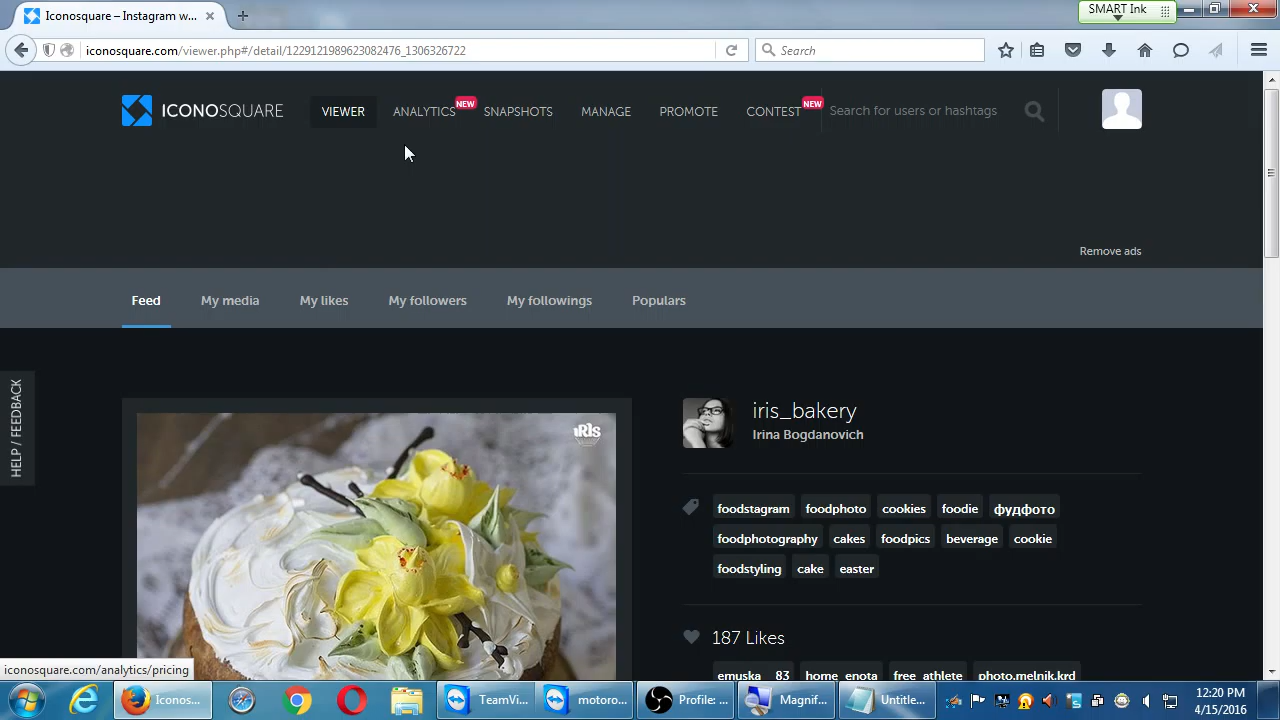 Iconosquare – Instagram w...
SMART Ink
iconosquare.com/viewer.php#/detail/1229121989623082476_1306326722
Search
ICONOSQUARE
VIEWER
ANALYTICS NEW
SNAPSHOTS
MANAGE
PROMOTE
CONTEST NEW
Search for users or hashtags
Remove ads
Feed
My media
My likes
My followers
My followings
Populars
HELP / FEEDBACK
iRIS
iris_bakery
Irina Bogdanovich
foodstagram foodphoto cookies foodie фудфото
foodphotography cakes foodpics beverage cookie
foodstyling cake easter
187 Likes
emuska__83 home_enota free_athlete photo.melnik.krd
iconosquare.com/analytics/pricing
Iconos...
TeamVi...
motoro...
Profile: ...
Magnif...
Untitle...
12:20 PM
4/15/2016